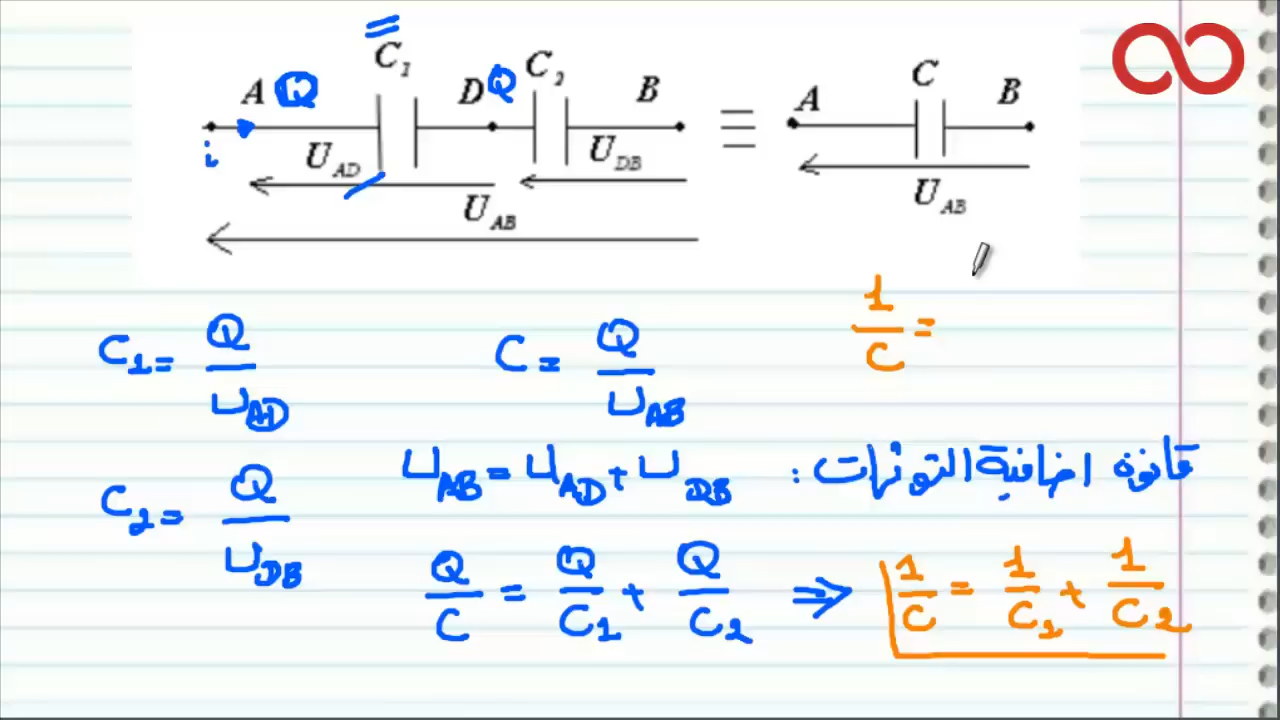 C₁ C₂ C
A Q D Q B ≡ A B
i U_AD U_DB
U_AB U_AB
C₁ = Q/U_AD C = Q/U_AB 1/C =
U_AB = U_AD + U_DB : قانون اضافية التوترات
C₂ = Q/U_DB
Q/C = Q/C₁ + Q/C₂ ⇒ 1/C = 1/C₁ + 1/C₂